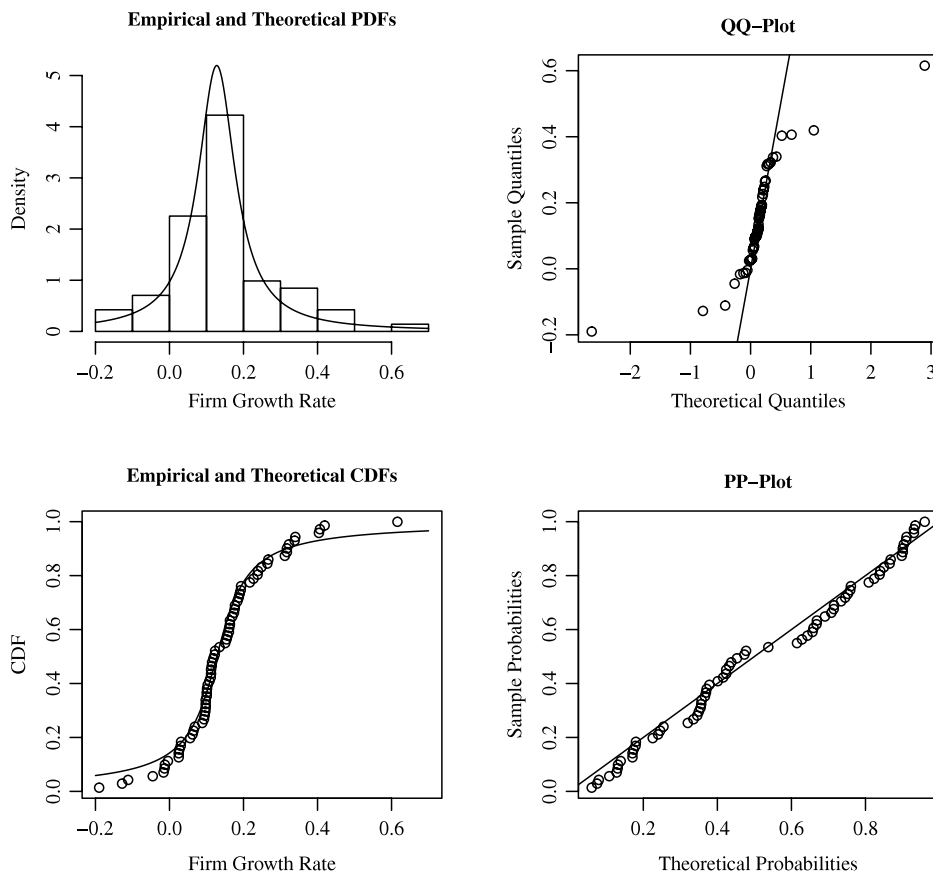 Empirical and Theoretical PDFs
Density
0 1 2 3 4 5
−0.2 0.0 0.2 0.4 0.6
Firm Growth Rate
QQ−Plot
Sample Quantiles
−0.2 0.0 0.2 0.4 0.6
−2 −1 0 1 2 3
Theoretical Quantiles
Empirical and Theoretical CDFs
CDF
0.0 0.2 0.4 0.6 0.8 1.0
−0.2 0.0 0.2 0.4 0.6
Firm Growth Rate
PP−Plot
Sample Probabilities
0.0 0.2 0.4 0.6 0.8 1.0
0.2 0.4 0.6 0.8
Theoretical Probabilities